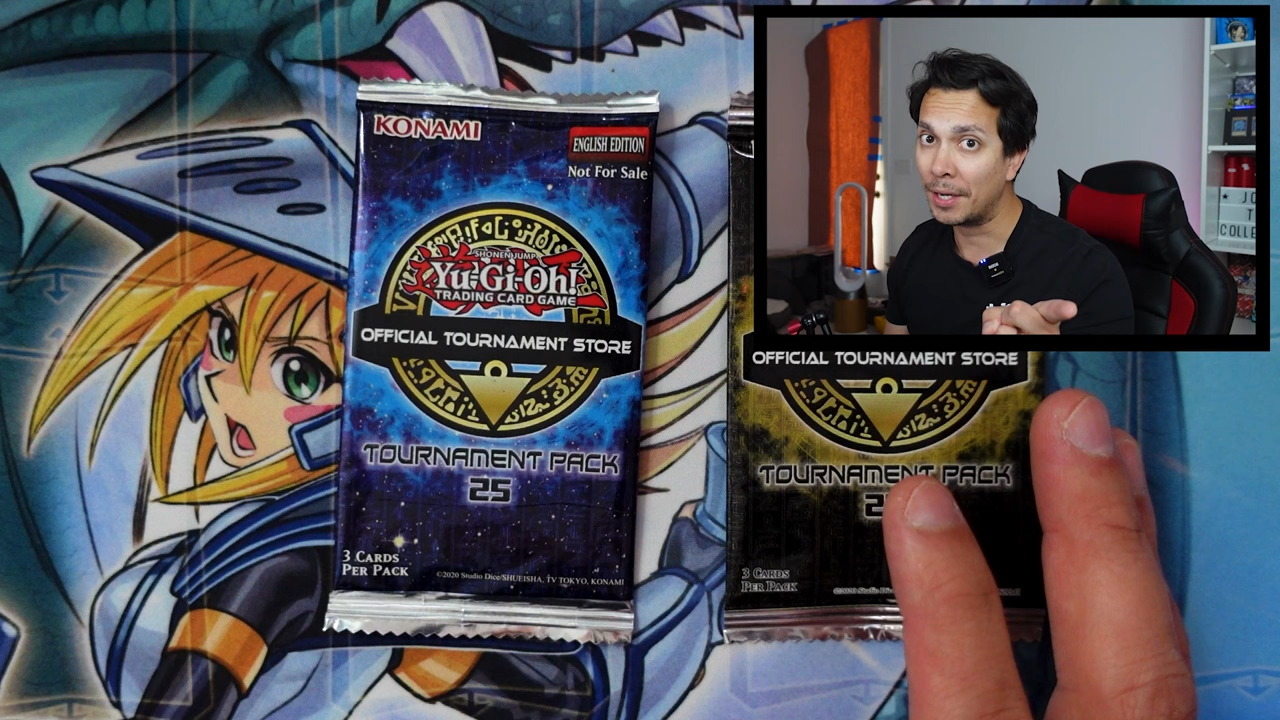 KONAMI
ENGLISH EDITION
Not For Sale
SHONEN JUMP
Yu-Gi-Oh!
TRADING CARD GAME
OFFICIAL TOURNAMENT STORE
TOURNAMENT PACK
25
3 CARDS
PER PACK
©2020 Studio Dice/SHUEISHA, TV TOKYO, KONAMI
OFFICIAL TOURNAMENT STORE
TOURNAMENT PACK
3 CARDS
PER PACK
JO
T
COLLE